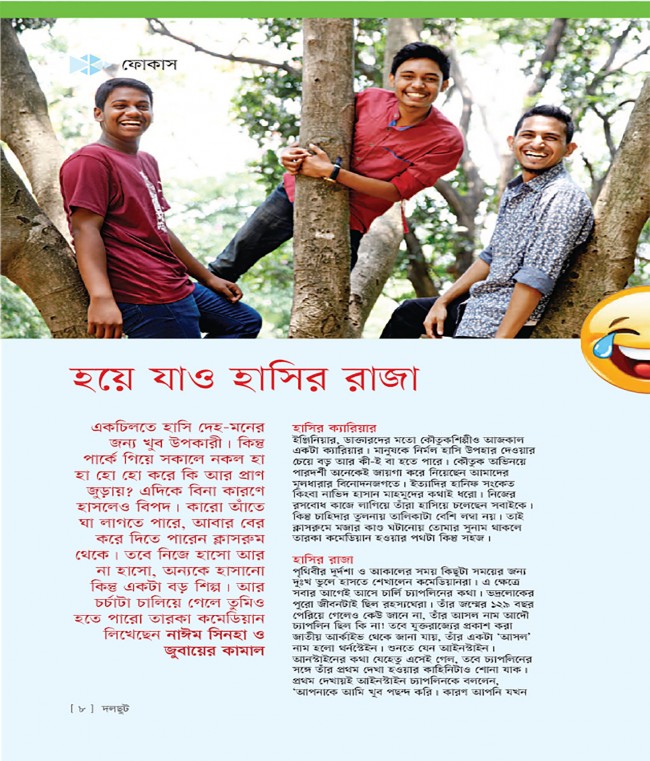 ফোকাস
হয়ে যাও হাসির রাজা
একচিলতে হাসি দেহ-মনের
জন্য খুব উপকারী। কিন্তু
পার্কে গিয়ে সকালে নকল হা
হা হো হো করে কি আর প্রাণ
জুড়ায়? এদিকে বিনা কারণে
হাসলেও বিপদ। কারো আঁতে
ঘা লাগতে পারে, আবার বের
করে দিতে পারেন ক্লাসরুম
থেকে। তবে নিজে হাসো আর
না হাসো, অন্যকে হাসানো
কিন্তু একটা বড় শিল্প। আর
চর্চাটা চালিয়ে গেলে তুমিও
হতে পারো তারকা কমেডিয়ান
লিখেছেন নাঈম সিনহা ও
জুবায়ের কামাল
হাসির ক্যারিয়ার
ইঞ্জিনিয়ার, ডাক্তারদের মতো কৌতুকশিল্পীও আজকাল
একটা ক্যারিয়ার। মানুষকে নির্মল হাসি উপহার দেওয়ার
চেয়ে বড় আর কী-ই বা হতে পারে। কৌতুক অভিনয়ে
পারদর্শী অনেকেই জায়গা করে নিয়েছেন আমাদের
মূলধারার বিনোদনজগতে। ইত্যাদির হানিফ সংকেত
কিংবা নাভিদ হাসান মাহমুদের কথাই ধরো। নিজের
রসবোধ কাজে লাগিয়ে তাঁরা হাসিয়ে চলেছেন সবাইকে।
কিন্তু চাহিদার তুলনায় তালিকাটা বেশি লম্বা নয়। তাই
ক্লাসরুমে মজার কাণ্ড ঘটানোয় তোমার সুনাম থাকলে
তারকা কমেডিয়ান হওয়ার পথটা কিন্তু সহজ।
হাসির রাজা
পৃথিবীর দুর্দশা ও আকালের সময় কিছুটা সময়ের জন্য
দুঃখ ভুলে হাসতে শেখালেন কমেডিয়ানরা। এ ক্ষেত্রে
সবার আগেই আসে চার্লি চ্যাপলিনের কথা। ভদ্রলোকের
পুরো জীবনটাই ছিল রহস্যঘেরা। তাঁর জন্মের ১২৯ বছর
পেরিয়ে গেলেও কেউ জানে না, তাঁর আসল নাম আদৌ
চ্যাপলিন ছিল কি না! তবে যুক্তরাজ্যের প্রকাশ করা
জাতীয় আর্কাইভ থেকে জানা যায়, তাঁর একটা ‘আসল’
নাম হলো থর্নস্টেইন। শুনতে যেন আইনস্টাইন।
আনস্টাইনের কথা যেহেতু এসেই গেল, তবে চ্যাপলিনের
সঙ্গে তাঁর প্রথম দেখা হওয়ার কাহিনিটাও শোনা যাক।
প্রথম দেখায়ই আইনস্টাইন চ্যাপলিনকে বললেন,
‘আপনাকে আমি খুব পছন্দ করি। কারণ আপনি যখন
[ ৮ ] দলছুট